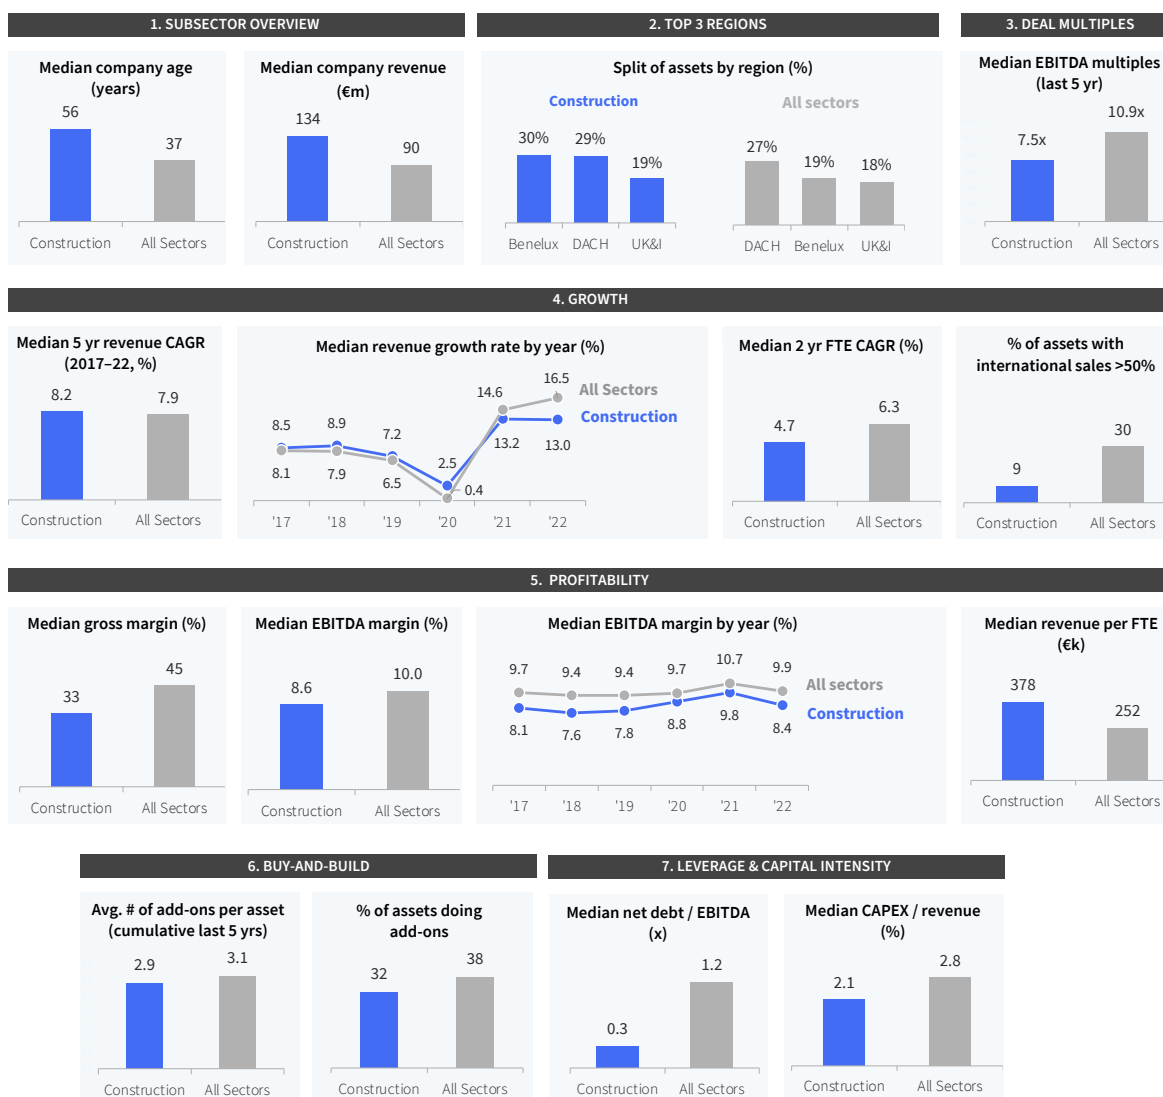 1. SUBSECTOR OVERVIEW
Median company age
(years)
56
37
Construction
All Sectors
Median company revenue
(€m)
134
90
Construction
All Sectors
2. TOP 3 REGIONS
Split of assets by region (%)
Construction
30%
29%
19%
Benelux
DACH
UK&I
All sectors
27%
19%
18%
DACH
Benelux
UK&I
3. DEAL MULTIPLES
Median EBITDA multiples
(last 5 yr)
7.5x
10.9x
Construction
All Sectors
4. GROWTH
Median 5 yr revenue CAGR
(2017–22, %)
8.2
7.9
Construction
All Sectors
Median revenue growth rate by year (%)
8.5
8.9
7.2
2.5
14.6
16.5
All Sectors
Construction
8.1
7.9
6.5
0.4
13.2
13.0
'17
'18
'19
'20
'21
'22
Median 2 yr FTE CAGR (%)
4.7
6.3
Construction
All Sectors
% of assets with
international sales >50%
9
30
Construction
All Sectors
5. PROFITABILITY
Median gross margin (%)
33
45
Construction
All Sectors
Median EBITDA margin (%)
8.6
10.0
Construction
All Sectors
Median EBITDA margin by year (%)
9.7
9.4
9.4
9.7
10.7
9.9
All sectors
Construction
8.1
7.6
7.8
8.8
9.8
8.4
'17
'18
'19
'20
'21
'22
Median revenue per FTE
(€k)
378
252
Construction
All Sectors
6. BUY-AND-BUILD
Avg. # of add-ons per asset
(cumulative last 5 yrs)
2.9
3.1
Construction
All Sectors
% of assets doing
add-ons
32
38
Construction
All Sectors
7. LEVERAGE & CAPITAL INTENSITY
Median net debt / EBITDA
(x)
0.3
1.2
Construction
All Sectors
Median CAPEX / revenue
(%)
2.1
2.8
Construction
All Sectors